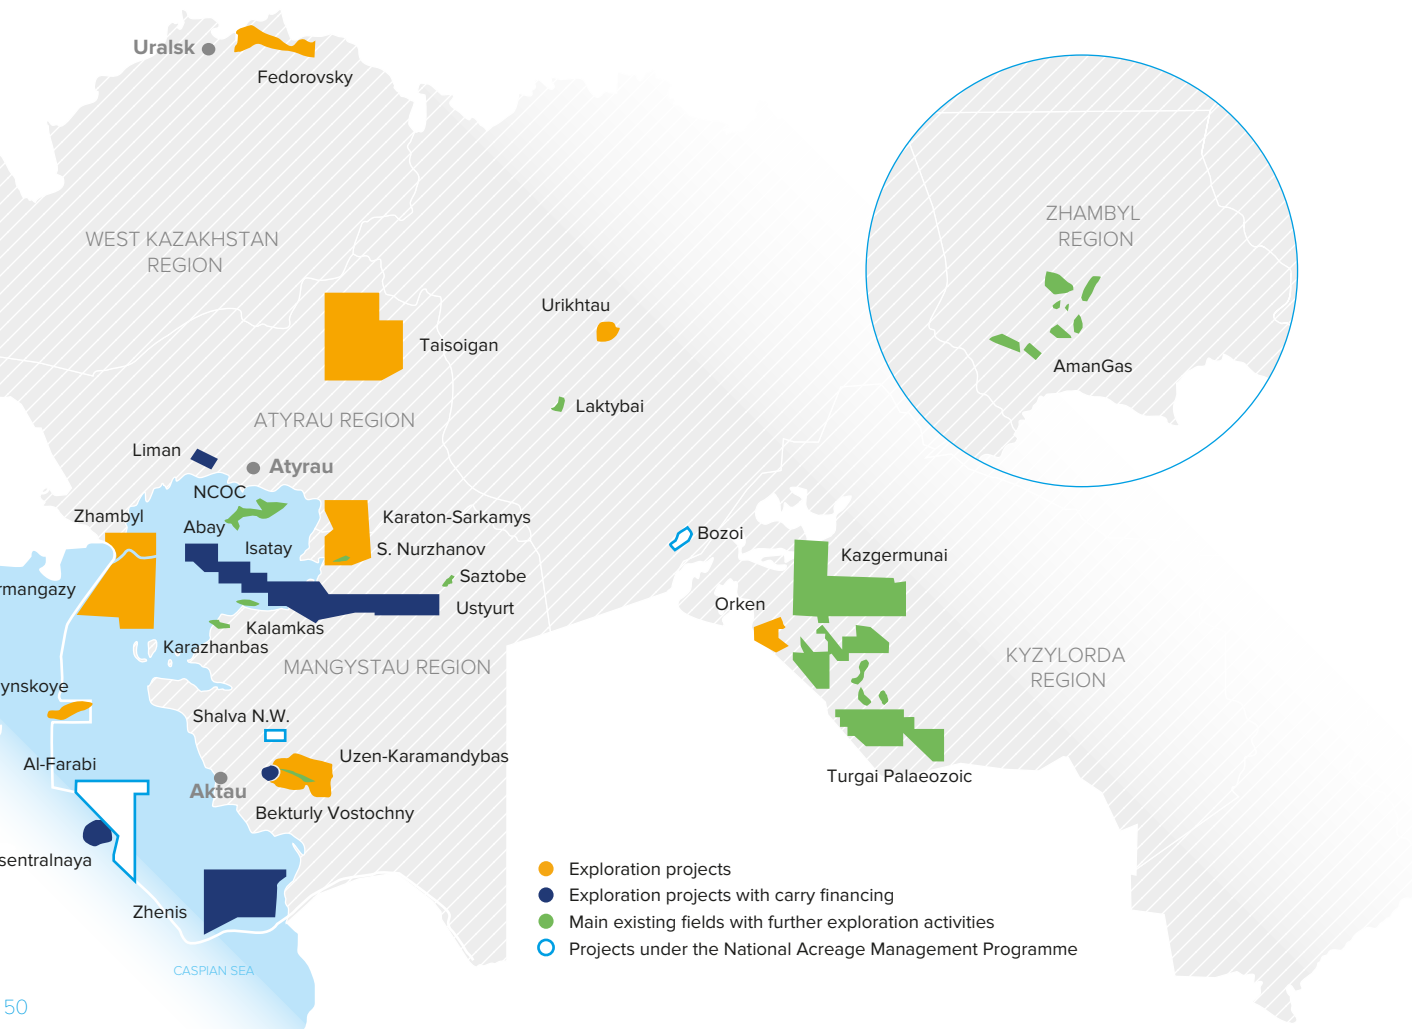 Uralsk
Fedorovsky
WEST KAZAKHSTAN
REGION
ZHAMBYL
REGION
Urikhtau
Taisoigan
AmanGas
Laktybai
ATYRAU REGION
Liman
Atyrau
NCOC
Zhambyl
Abay
Karaton-Sarkamys
Isatay
S. Nurzhanov
Bozoi
Kazgermunai
rmangazy
Saztobe
Ustyurt
Orken
Kalamkas
Karazhanbas
MANGYSTAU REGION
KYZYLORDA
REGION
ynskoye
Shalva N.W.
Al-Farabi
Uzen-Karamandybas
Aktau
Turgai Palaeozoic
Bekturly Vostochny
sentralnaya
Zhenis
Exploration projects
Exploration projects with carry financing
Main existing fields with further exploration activities
Projects under the National Acreage Management Programme
CASPIAN SEA
50